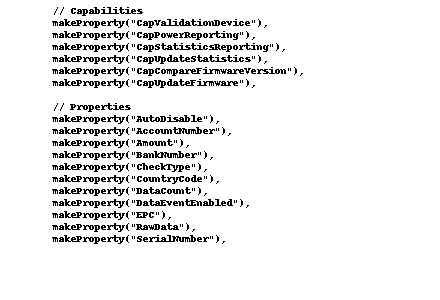 // Capabilities
makeProperty("CapValidationDevice"),
makeProperty("CapPowerReporting"),
makeProperty("CapStatisticsReporting"),
makeProperty("CapUpdateStatistics"),
makeProperty("CapCompareFirmwareVersion"),
makeProperty("CapUpdateFirmware"),

// Properties
makeProperty("AutoDisable"),
makeProperty("AccountNumber"),
makeProperty("Amount"),
makeProperty("BankNumber"),
makeProperty("CheckType"),
makeProperty("CountryCode"),
makeProperty("DataCount"),
makeProperty("DataEventEnabled"),
makeProperty("EPC"),
makeProperty("RawData"),
makeProperty("SerialNumber"),